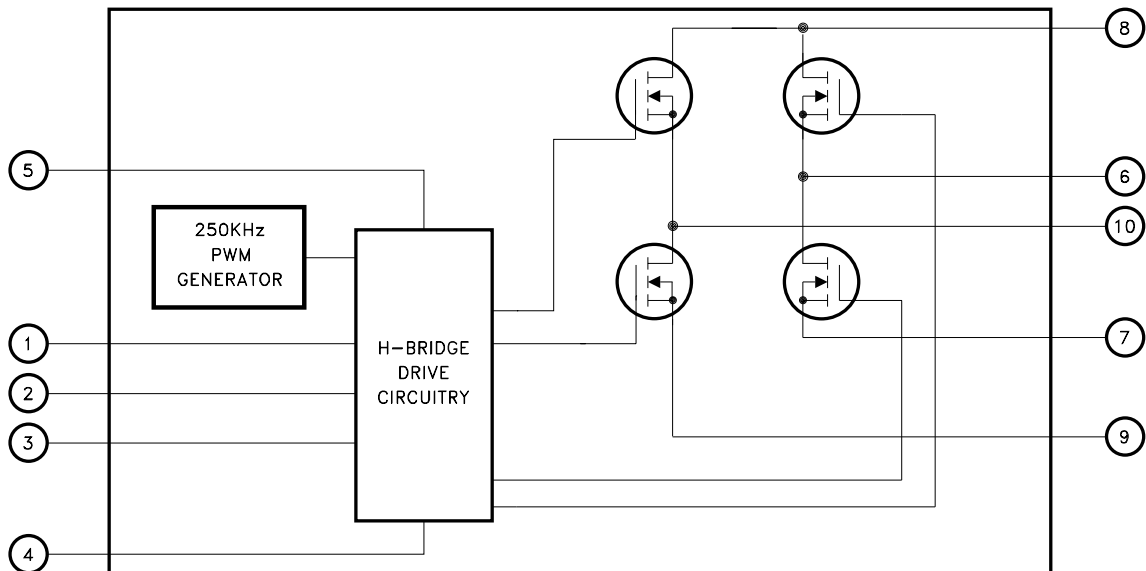 8
5
6
250KHz
PWM
GENERATOR
10
1
H-BRIDGE
DRIVE
CIRCUITRY
7
2
3
9
4